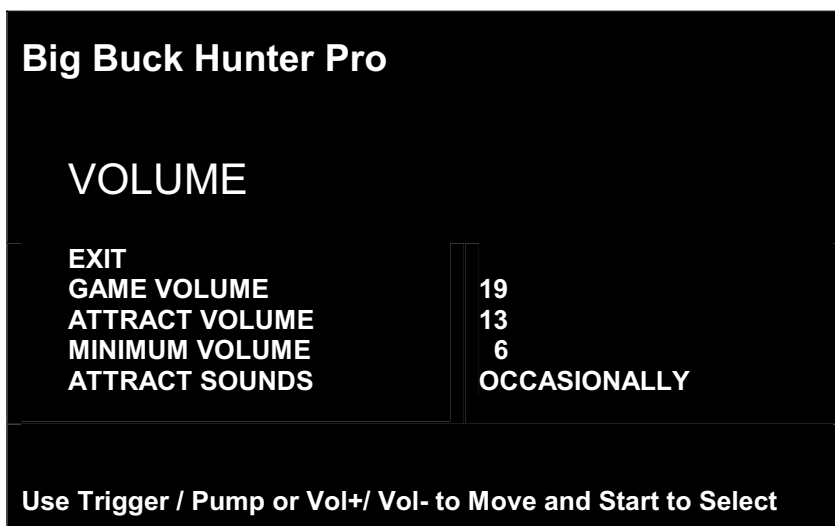 Big Buck Hunter Pro
VOLUME
EXIT
GAME VOLUME 19
ATTRACT VOLUME 13
MINIMUM VOLUME 6
ATTRACT SOUNDS OCCASIONALLY
Use Trigger / Pump or Vol+/ Vol- to Move and Start to Select